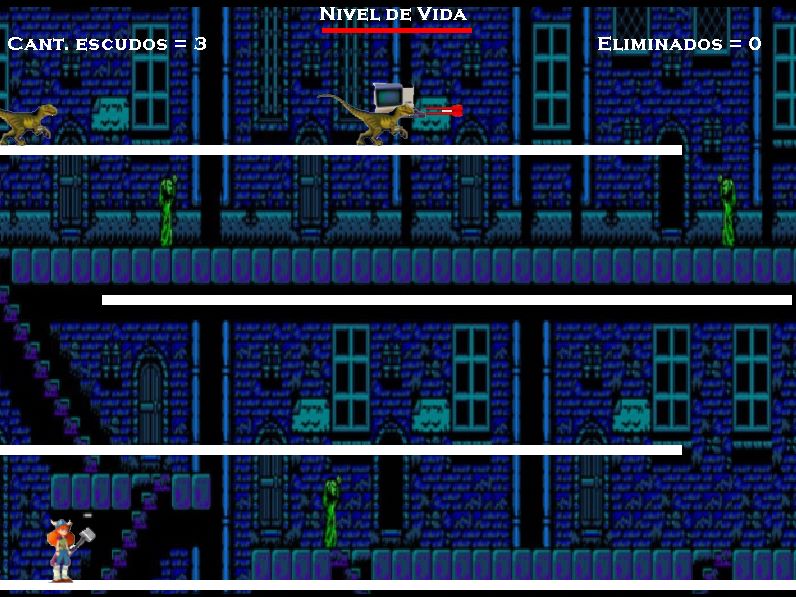 Nivel de Vida
Cant. escudos = 3
Eliminados = 0